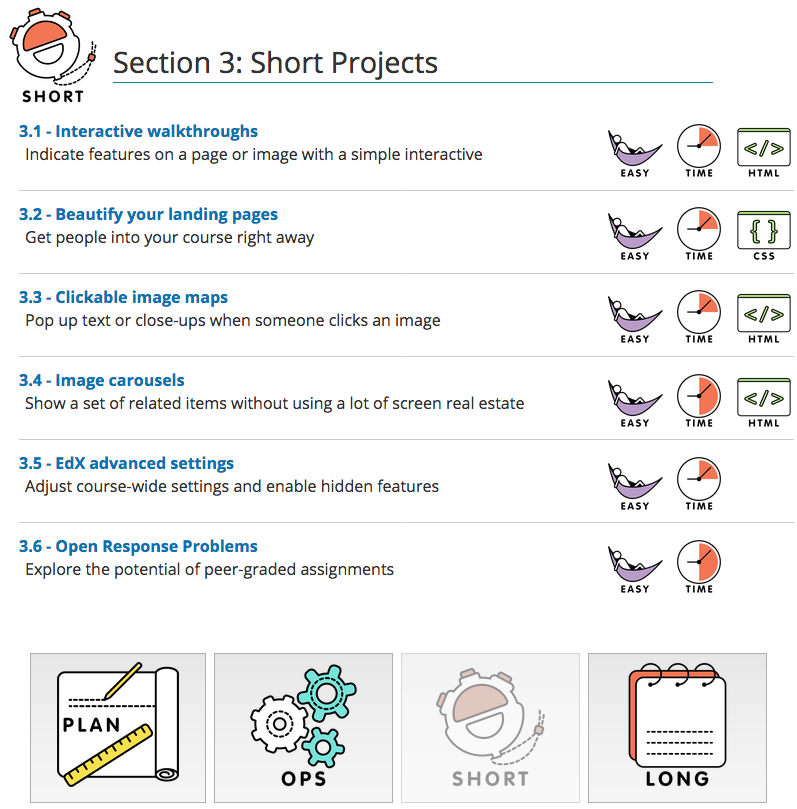 SHORT
Section 3: Short Projects
3.1 - Interactive walkthroughs
Indicate features on a page or image with a simple interactive
EASY TIME </> HTML
3.2 - Beautify your landing pages
Get people into your course right away
EASY TIME { } CSS
3.3 - Clickable image maps
Pop up text or close-ups when someone clicks an image
EASY TIME </> HTML
3.4 - Image carousels
Show a set of related items without using a lot of screen real estate
EASY TIME </> HTML
3.5 - EdX advanced settings
Adjust course-wide settings and enable hidden features
EASY TIME
3.6 - Open Response Problems
Explore the potential of peer-graded assignments
EASY TIME
PLAN
OPS
SHORT
LONG